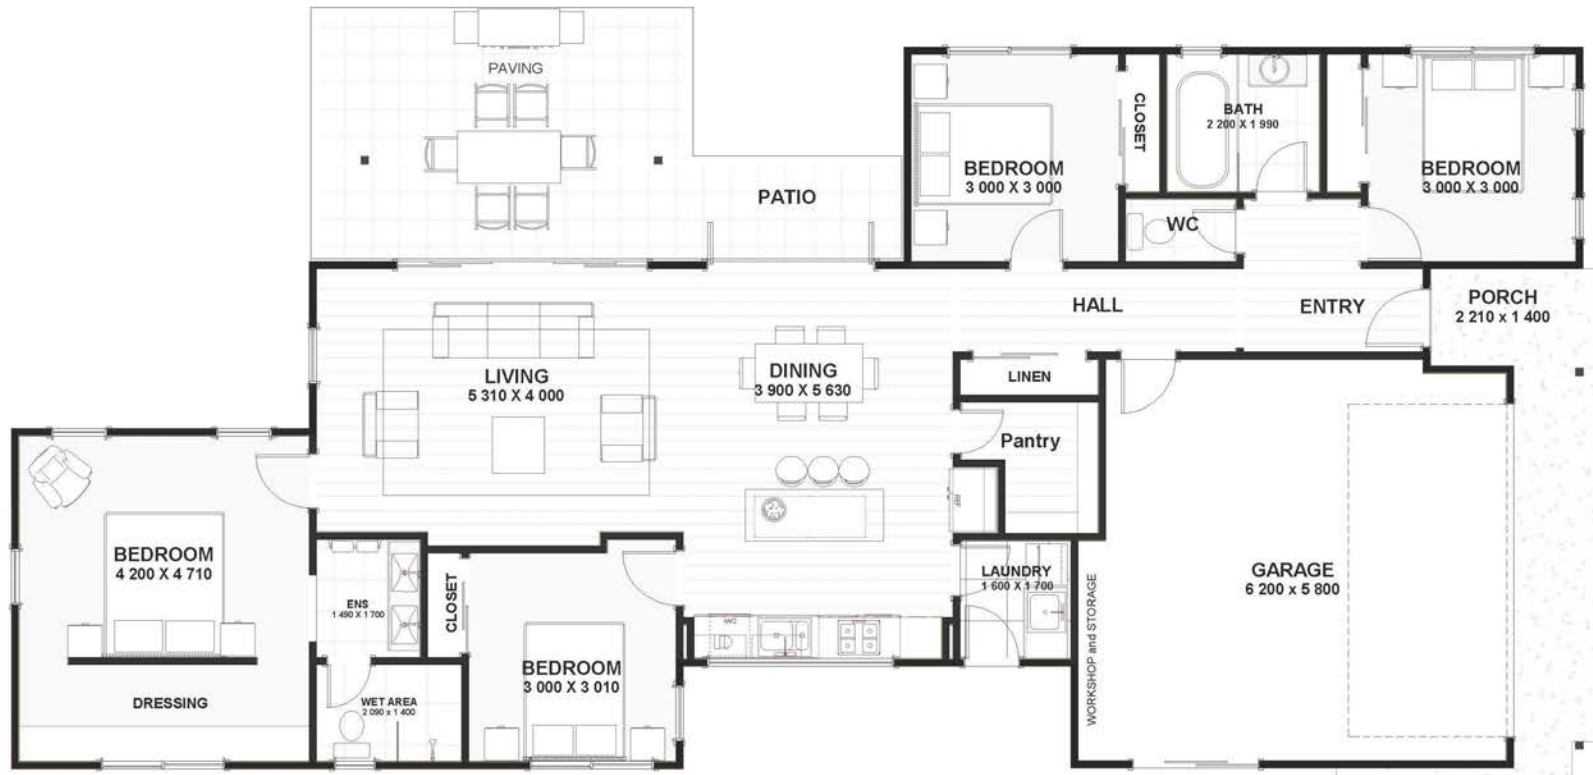 PAVING
PATIO
BEDROOM
3 000 X 3 000
CLOSET
BATH
2 200 X 1 990
BEDROOM
3 000 X 3 000
WC
HALL
ENTRY
PORCH
2 210 x 1 400
LIVING
5 310 X 4 000
DINING
3 900 X 5 630
LINEN
Pantry
REF
BEDROOM
4 200 X 4 710
ENS
1 490 X 1 700
CLOSET
BEDROOM
3 000 X 3 010
LAUNDRY
1 600 X 1 700
WORKSHOP and STORAGE
GARAGE
6 200 x 5 800
DRESSING
WET AREA
2 090 x 1 400